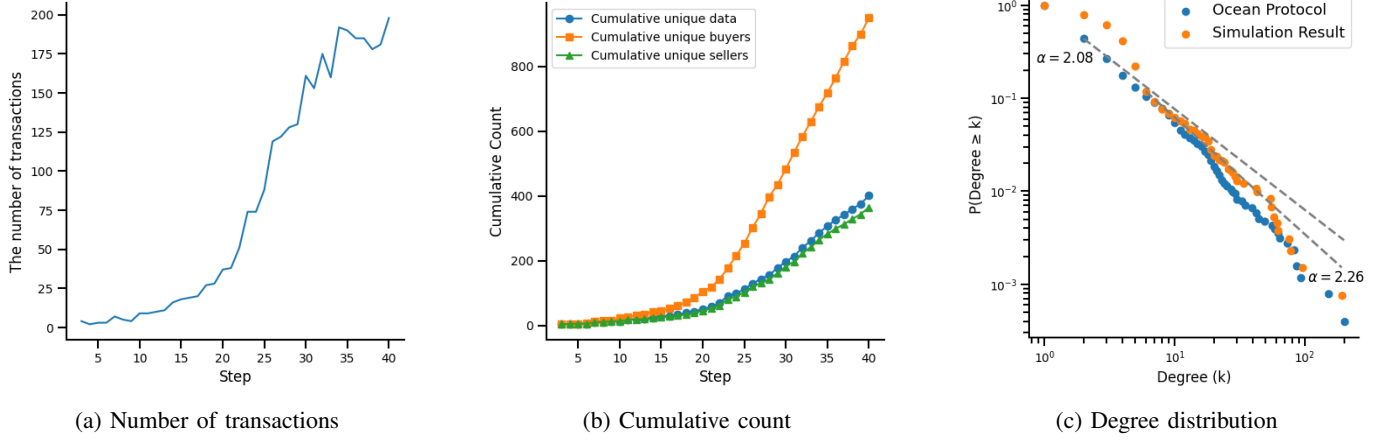 200
175
150
125
100
75
50
25
0
The number of transactions
5 10 15 20 25 30 35 40
Step
(a) Number of transactions
Cumulative unique data
Cumulative unique buyers
Cumulative unique sellers
800
600
400
200
0
Cumulative Count
5 10 15 20 25 30 35 40
Step
(b) Cumulative count
Ocean Protocol
Simulation Result
α = 2.08
α = 2.26
10⁰
10⁻¹
10⁻²
10⁻³
P(Degree ≥ k)
10⁰ 10¹ 10²
Degree (k)
(c) Degree distribution